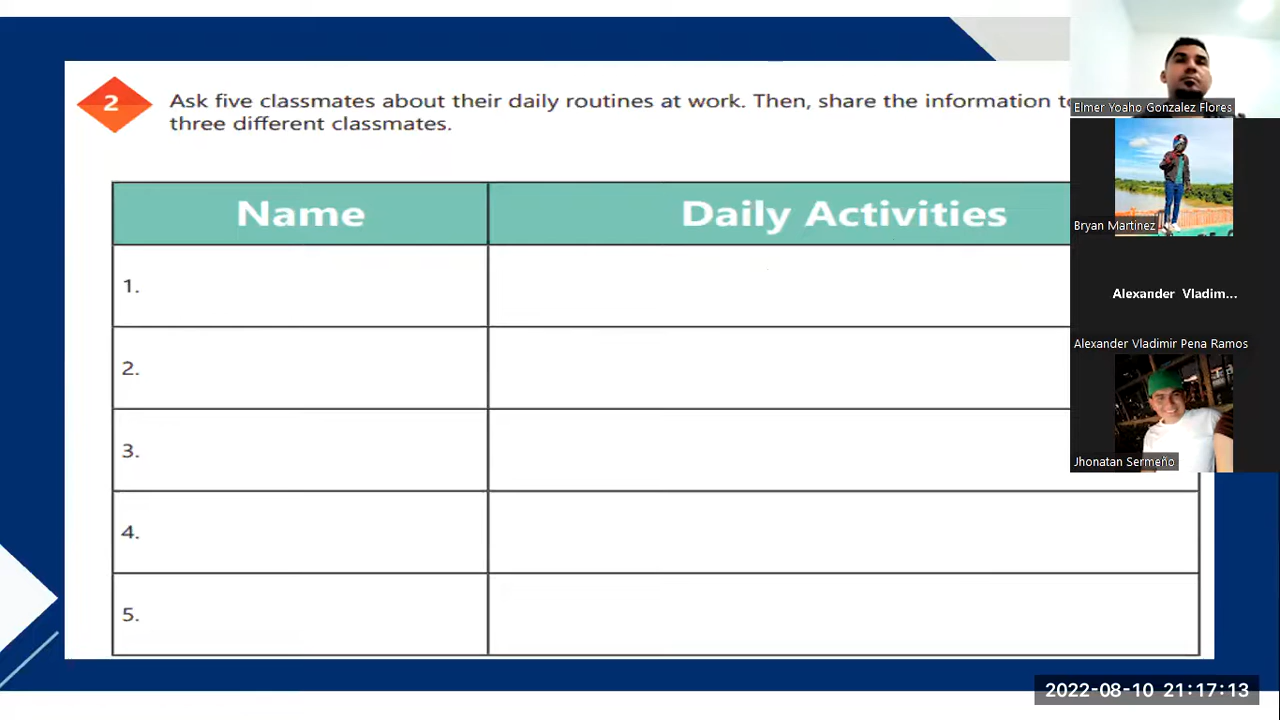 2
Ask five classmates about their daily routines at work. Then, share the information
three different classmates.
Name
Daily Activities
1.
2.
3.
4.
5.
Elmer Yoaho Gonzalez Flores
Bryan Martinez
Alexander Vladim...
Alexander Vladimir Pena Ramos
Jhonatan Sermeño
2022-08-10 21:17:13